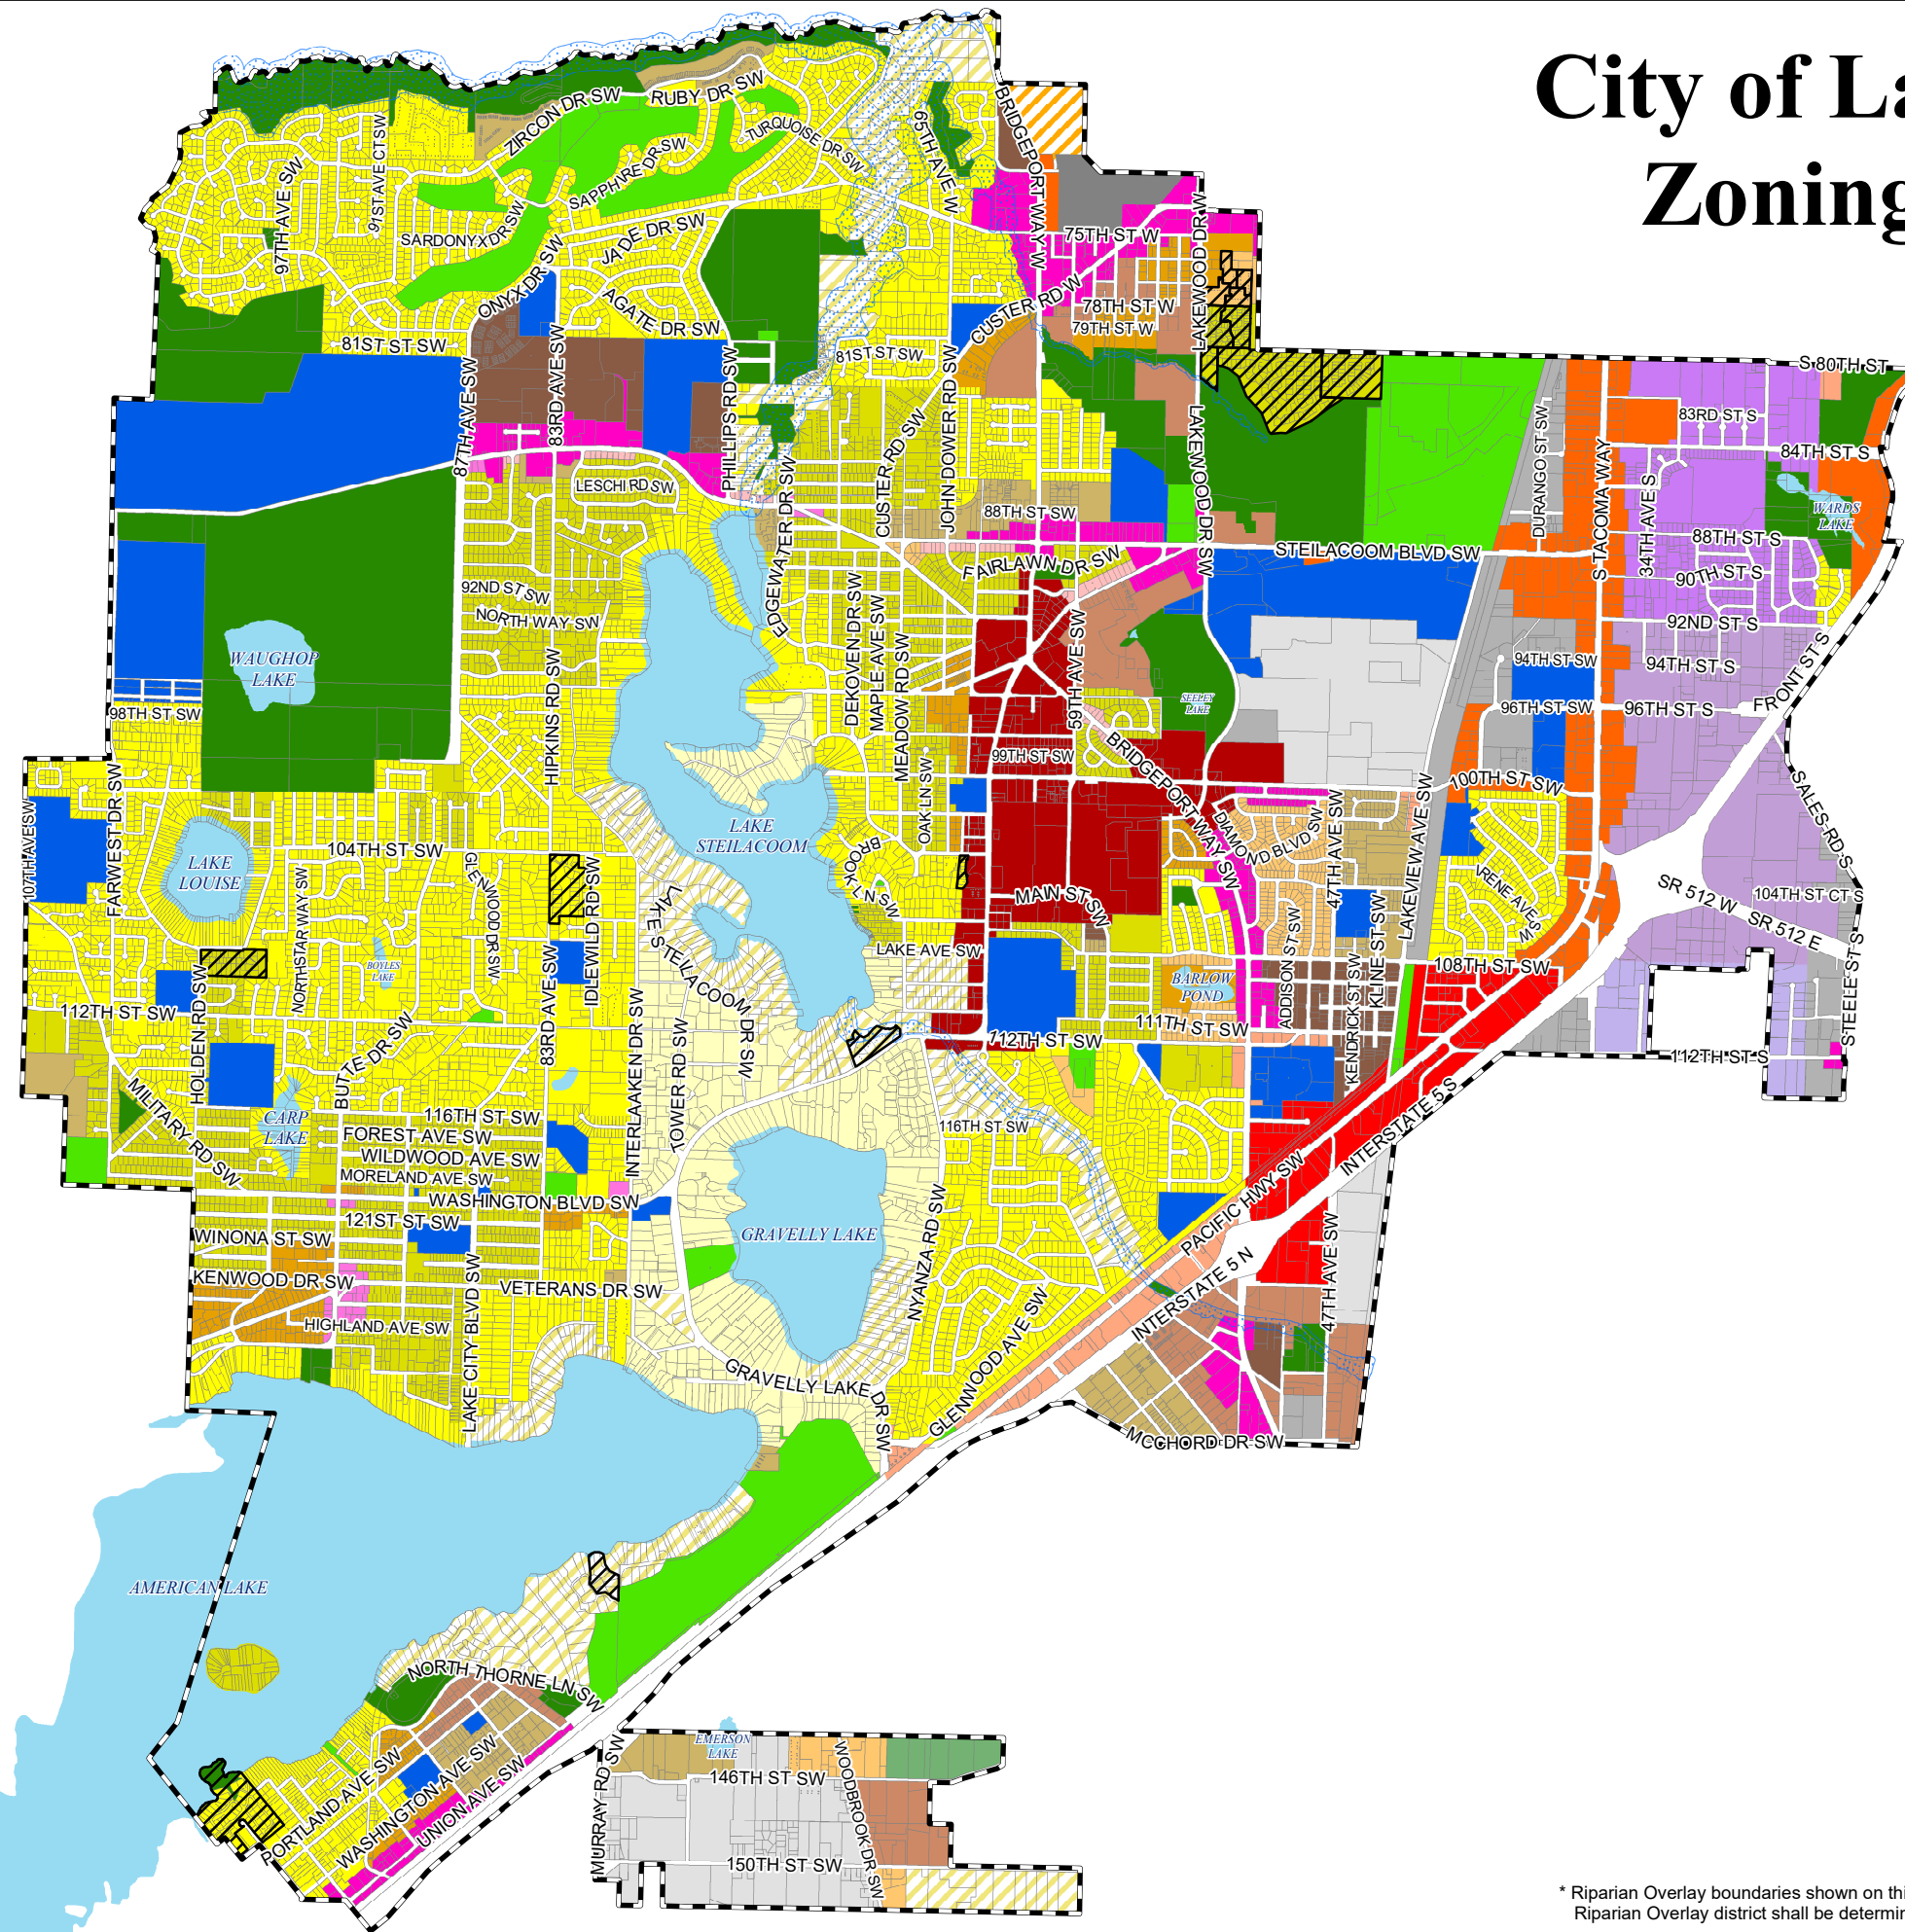 City of La
Zoning
ZIRCON DR SW
RUBY DR SW
TURQUOISE DR SW
65TH AVE W
BRIDGEPORT WAY W
97TH AVE SW
91ST AVE CT SW
SAPPHIRE DR SW
SARDONYX DR SW
JADE DR SW
ONYX DR SW
AGATE DR SW
75TH ST W
LAKEWOOD DR W
CUSTER RD W
78TH ST W
79TH ST W
81ST ST SW
87TH AVE SW
83RD AVE SW
PHILLIPS RD SW
81ST ST SW
JOHN DOWER RD SW
CUSTER RD SW
LAKEWOOD DR SW
S 80TH ST
DURANGO ST SW
S TACOMA WAY
83RD ST S
84TH ST S
34TH AVE S
WARDS
LAKE
LESCHI RD SW
EDGEWATER DR SW
88TH ST SW
FAIRLAWN DR SW
STEILACOOM BLVD SW
88TH ST S
90TH ST S
92ND ST S
92ND ST SW
NORTH WAY SW
WAUGHOP
LAKE
98TH ST SW
HIPKINS RD SW
DEKOVEN DR SW
MAPLE AVE SW
MEADOW RD SW
59TH AVE SW
SEELEY
LAKE
94TH ST SW
94TH ST S
96TH ST SW
96TH ST S
FRONT ST S
99TH ST SW
BRIDGEPORT WAY SW
100TH ST SW
SALES RD S
107TH AVE SW
FARWEST DR SW
LAKE
LOUISE
104TH ST SW
LAKE
STEILACOOM
OAK LN SW
BROOK LN SW
DIAMOND BLVD SW
47TH AVE SW
LAKEVIEW AVE SW
IRENE AVE SW
SR 512 W
SR 512 E
104TH ST CT S
STEELE ST S
NORTHSTAR WAY SW
GLENWOOD DR SW
IDLEWILD RD SW
LAKE STEILACOOM DR SW
MAIN ST SW
LAKE AVE SW
BOYLES
LAKE
BARLOW
POND
ADDISON ST SW
KENDRICK ST SW
KLINE ST SW
108TH ST SW
112TH ST SW
HOLDEN RD SW
83RD AVE SW
INTERLAAKEN DR SW
TOWER RD SW
112TH ST SW
111TH ST SW
112TH ST S
BUTTE DR SW
MILITARY RD SW
CARP
LAKE
116TH ST SW
FOREST AVE SW
WILDWOOD AVE SW
MORELAND AVE SW
WASHINGTON BLVD SW
116TH ST SW
INTERSTATE 5 S
PACIFIC HWY SW
121ST ST SW
WINONA ST SW
KENWOOD DR SW
VETERANS DR SW
HIGHLAND AVE SW
LAKE CITY BLVD SW
GRAVELLY LAKE
NYANZA RD SW
INTERSTATE 5 N
47TH AVE SW
GRAVELLY LAKE DR SW
GLENWOOD AVE SW
MCCHORD DR SW
AMERICAN LAKE
NORTH THORNE LN SW
PORTLAND AVE SW
WASHINGTON AVE SW
UNION AVE SW
MURRAY RD SW
EMERSON
LAKE
146TH ST SW
WOODBROOK DR SW
150TH ST SW
* Riparian Overlay boundaries shown on thi
Riparian Overlay district shall be determin